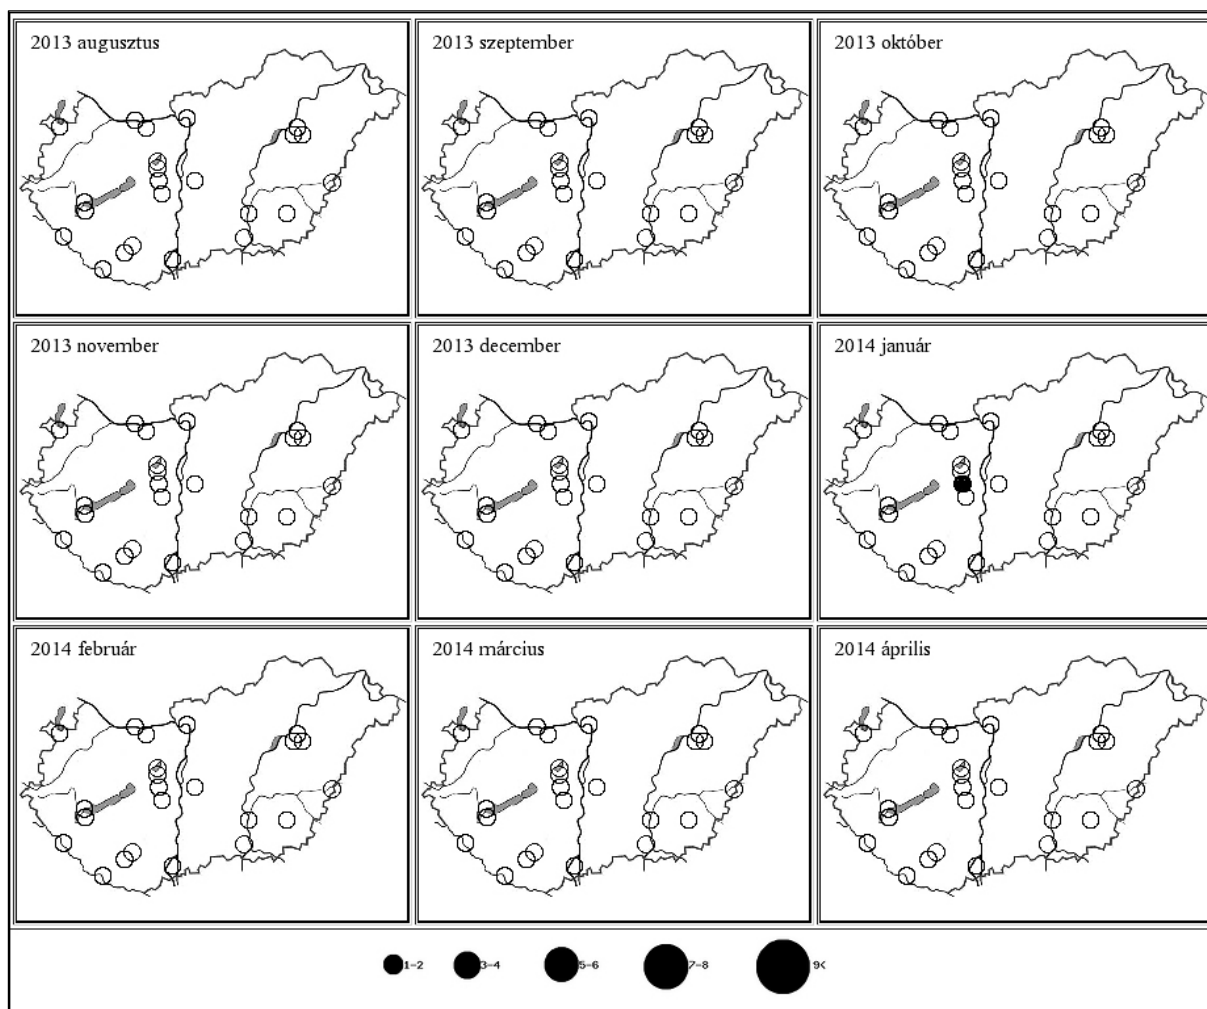 2013 augusztus
2013 szeptember
2013 október
2013 november
2013 december
2014 január
2014 február
2014 március
2014 április
1-2
3-4
5-6
7-8
9<